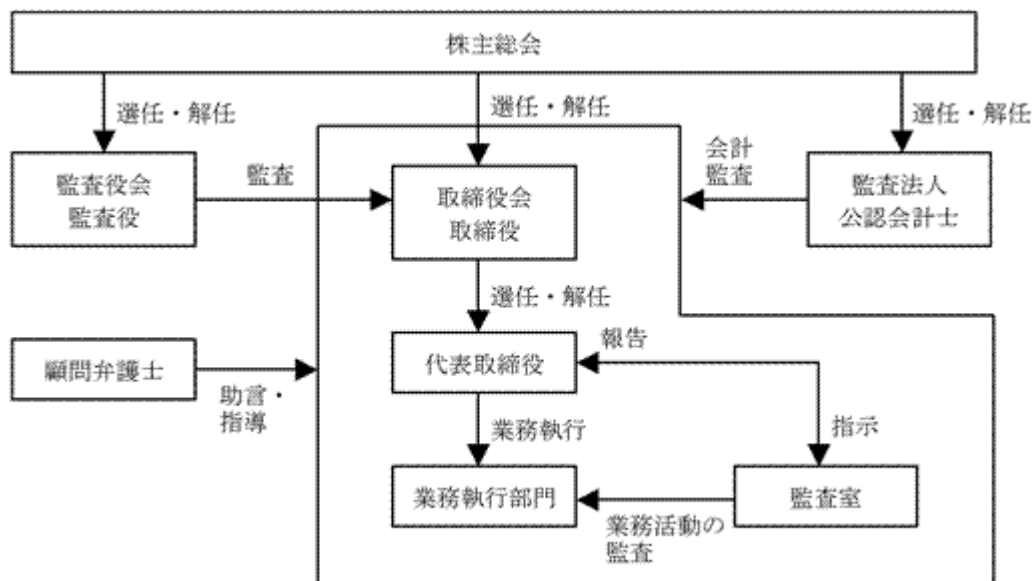 株主総会
選任・解任
選任・解任
選任・解任
監査役会
監査役
監査
取締役会
取締役
会計
監査
監査法人
公認会計士
選任・解任
顧問弁護士
助言・
指導
代表取締役
報告
業務執行
指示
業務執行部門
業務活動の
監査
監査室